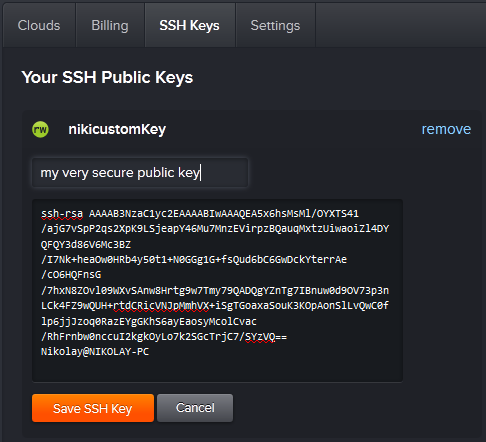 Clouds Billing SSH Keys Settings
Your SSH Public Keys
rw nikicustomKey remove
my very secure public key
ssh-rsa AAAAB3NzaC1yc2EAAAABIwAAAQEA5x6hsMsMl/OYXTS41
/ajG7vSpP2qs2XpK9LSjeapY46Mu7MnzEVirpzBQauqMxtzUiwaoiZl4DY
QFQY3d86V6Mc3BZ
/I7Nk+heaOw0HRb4y50t1+N0GGg1G+fsQud6bC6GwDckYterrAe
/cO6HQFnsG
/7hxN8ZOvl09WXvSAnw8Hrtg9w7Tmy79QADQgYZnTg7IBnuw0d9OV73p3n
LCk4FZ9wQUH+rtdCRicVNJpMmhVX+iSgTGoaxaSouK3KOpAonSlLvQwC0f
lp6jjJzoq0RazEYgGKhS6ayEaosyMcolCvac
/RhFrnbw0nccuI2kgkOyLo7k2SGcTrjC7/SYzVQ==
Nikolay@NIKOLAY-PC
Save SSH Key Cancel